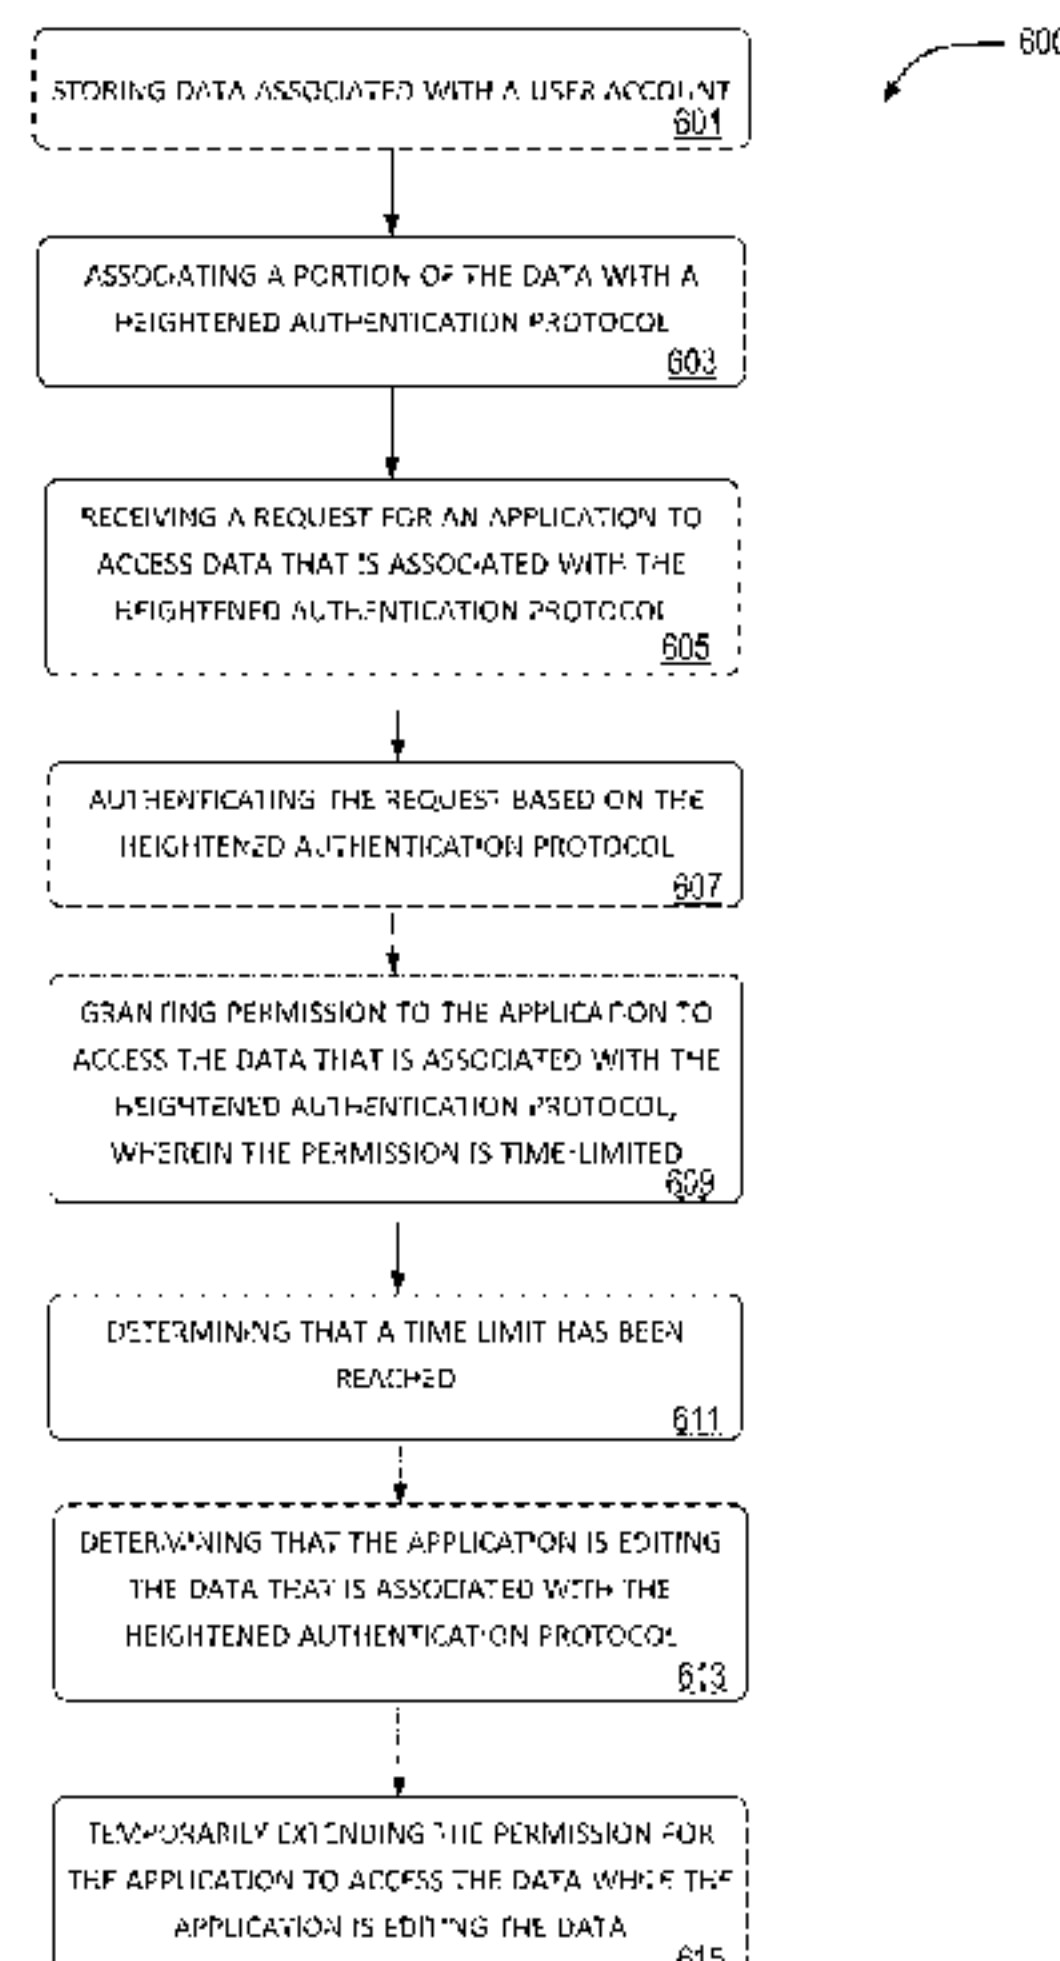 600
STORING DATA ASSOCIATED WITH A USER ACCOUNT
601
ASSOCIATING A PORTION OF THE DATA WITH A
HEIGHTENED AUTHENTICATION PROTOCOL
603
RECEIVING A REQUEST FOR AN APPLICATION TO
ACCESS DATA THAT IS ASSOCIATED WITH THE
HEIGHTENED AUTHENTICATION PROTOCOL
605
AUTHENTICATING THE REQUEST BASED ON THE
HEIGHTENED AUTHENTICATION PROTOCOL
607
GRANTING PERMISSION TO THE APPLICATION TO
ACCESS THE DATA THAT IS ASSOCIATED WITH THE
HEIGHTENED AUTHENTICATION PROTOCOL,
WHEREIN THE PERMISSION IS TIME-LIMITED
609
DETERMINING THAT A TIME LIMIT HAS BEEN
REACHED
611
DETERMINING THAT THE APPLICATION IS EDITING
THE DATA THAT IS ASSOCIATED WITH THE
HEIGHTENED AUTHENTICATION PROTOCOL
613
TEMPORARILY EXTENDING THE PERMISSION FOR
THE APPLICATION TO ACCESS THE DATA WHILE THE
APPLICATION IS EDITING THE DATA
615